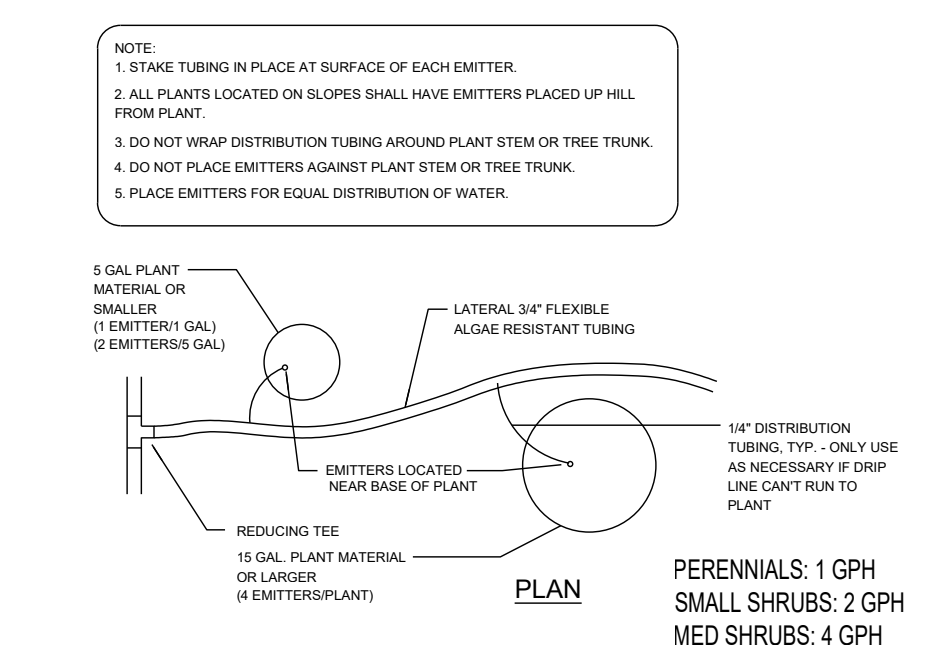 NOTE:
1. STAKE TUBING IN PLACE AT SURFACE OF EACH EMITTER.
2. ALL PLANTS LOCATED ON SLOPES SHALL HAVE EMITTERS PLACED UP HILL
FROM PLANT.
3. DO NOT WRAP DISTRIBUTION TUBING AROUND PLANT STEM OR TREE TRUNK.
4. DO NOT PLACE EMITTERS AGAINST PLANT STEM OR TREE TRUNK.
5. PLACE EMITTERS FOR EQUAL DISTRIBUTION OF WATER.
5 GAL PLANT
MATERIAL OR
SMALLER
(1 EMITTER/1 GAL)
(2 EMITTERS/5 GAL)
LATERAL 3/4" FLEXIBLE
ALGAE RESISTANT TUBING
1/4" DISTRIBUTION
TUBING, TYP. - ONLY USE
AS NECESSARY IF DRIP
LINE CAN'T RUN TO
PLANT
EMITTERS LOCATED
NEAR BASE OF PLANT
REDUCING TEE
15 GAL. PLANT MATERIAL
OR LARGER
(4 EMITTERS/PLANT)
PLAN
PERENNIALS: 1 GPH
SMALL SHRUBS: 2 GPH
MED SHRUBS: 4 GPH